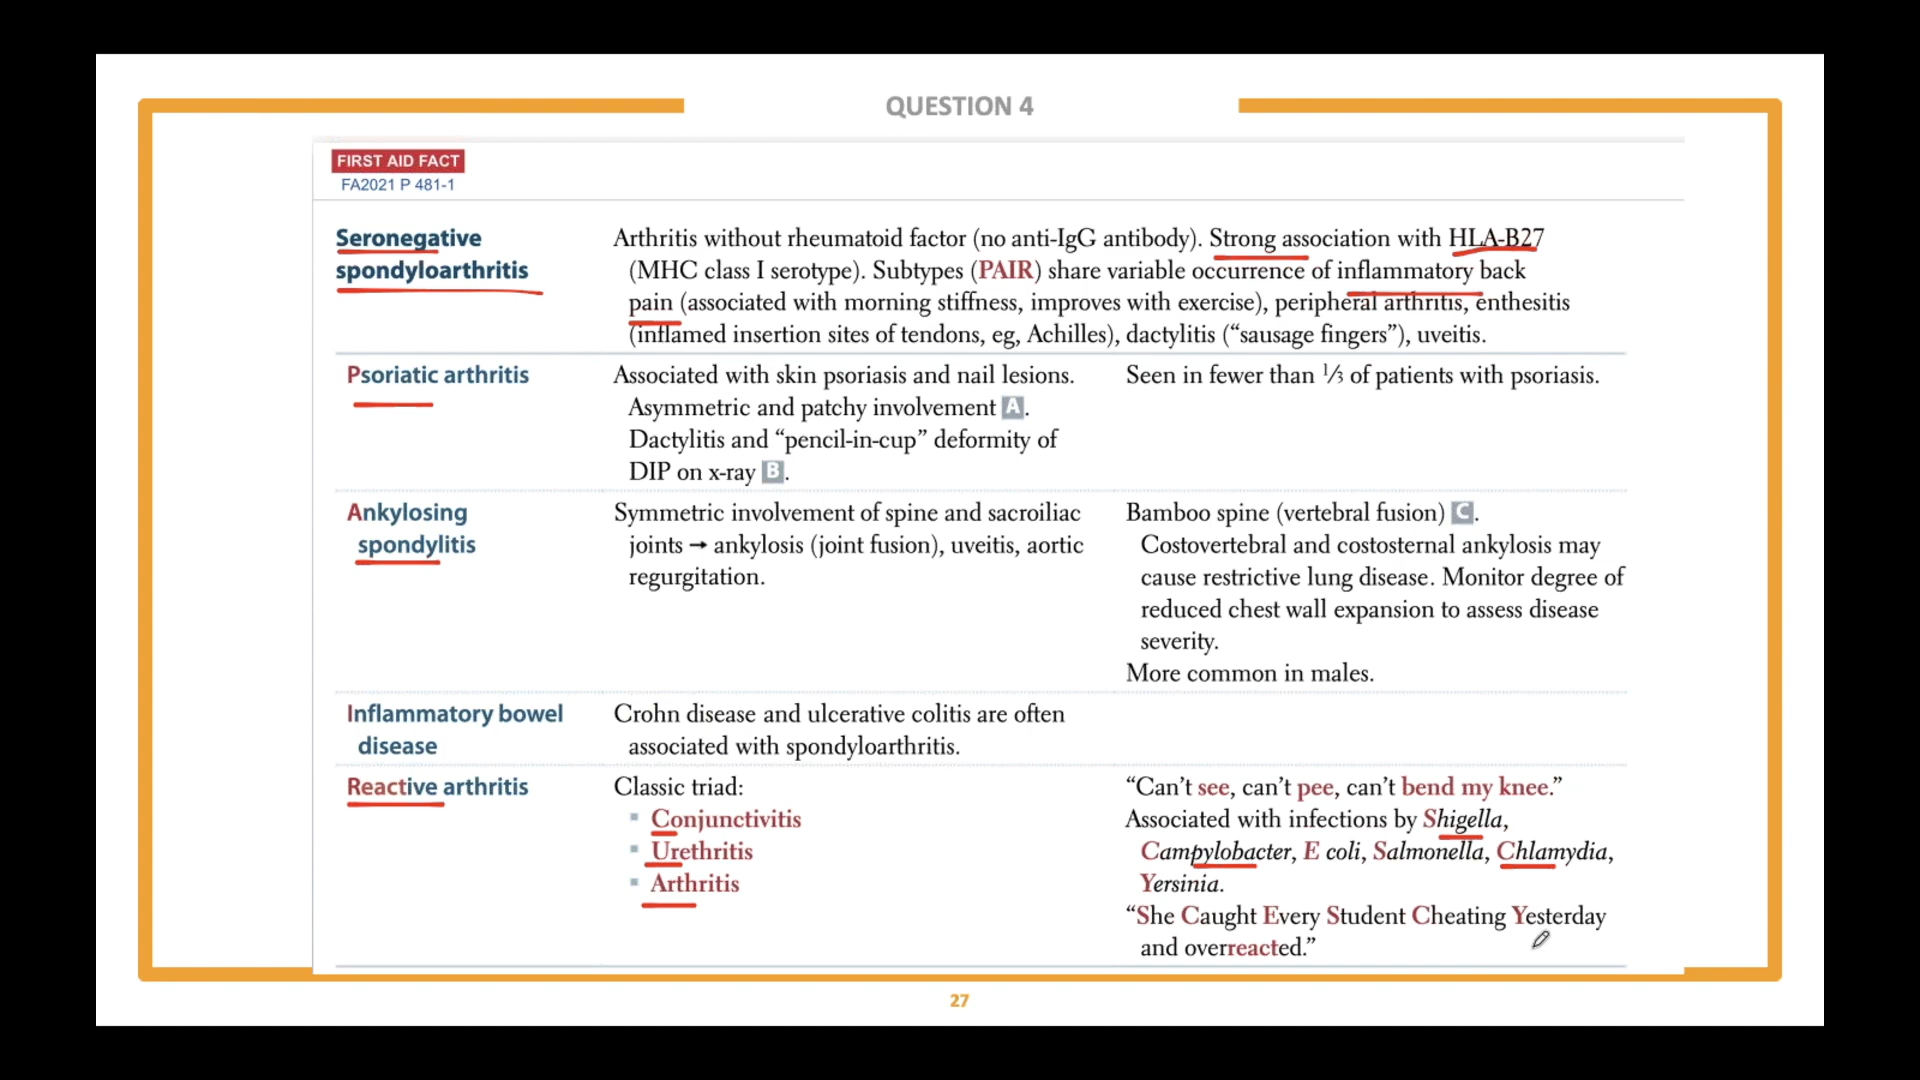 QUESTION 4
FIRST AID FACT
FA2021 P 481-1
Seronegative
spondyloarthritis
Arthritis without rheumatoid factor (no anti-IgG antibody). Strong association with HLA-B27
(MHC class I serotype). Subtypes (PAIR) share variable occurrence of inflammatory back
pain (associated with morning stiffness, improves with exercise), peripheral arthritis, enthesitis
(inflamed insertion sites of tendons, eg, Achilles), dactylitis (“sausage fingers”), uveitis.
Psoriatic arthritis
Associated with skin psoriasis and nail lesions.
Asymmetric and patchy involvement A.
Dactylitis and “pencil-in-cup” deformity of
DIP on x-ray B.
Seen in fewer than 1/3 of patients with psoriasis.
Ankylosing
spondylitis
Symmetric involvement of spine and sacroiliac
joints → ankylosis (joint fusion), uveitis, aortic
regurgitation.
Bamboo spine (vertebral fusion) C.
Costovertebral and costosternal ankylosis may
cause restrictive lung disease. Monitor degree of
reduced chest wall expansion to assess disease
severity.
More common in males.
Inflammatory bowel
disease
Crohn disease and ulcerative colitis are often
associated with spondyloarthritis.
Reactive arthritis
Classic triad:
▪ Conjunctivitis
▪ Urethritis
▪ Arthritis
“Can’t see, can’t pee, can’t bend my knee.”
Associated with infections by Shigella,
Campylobacter, E coli, Salmonella, Chlamydia,
Yersinia.
“She Caught Every Student Cheating Yesterday
and overreacted.”
27